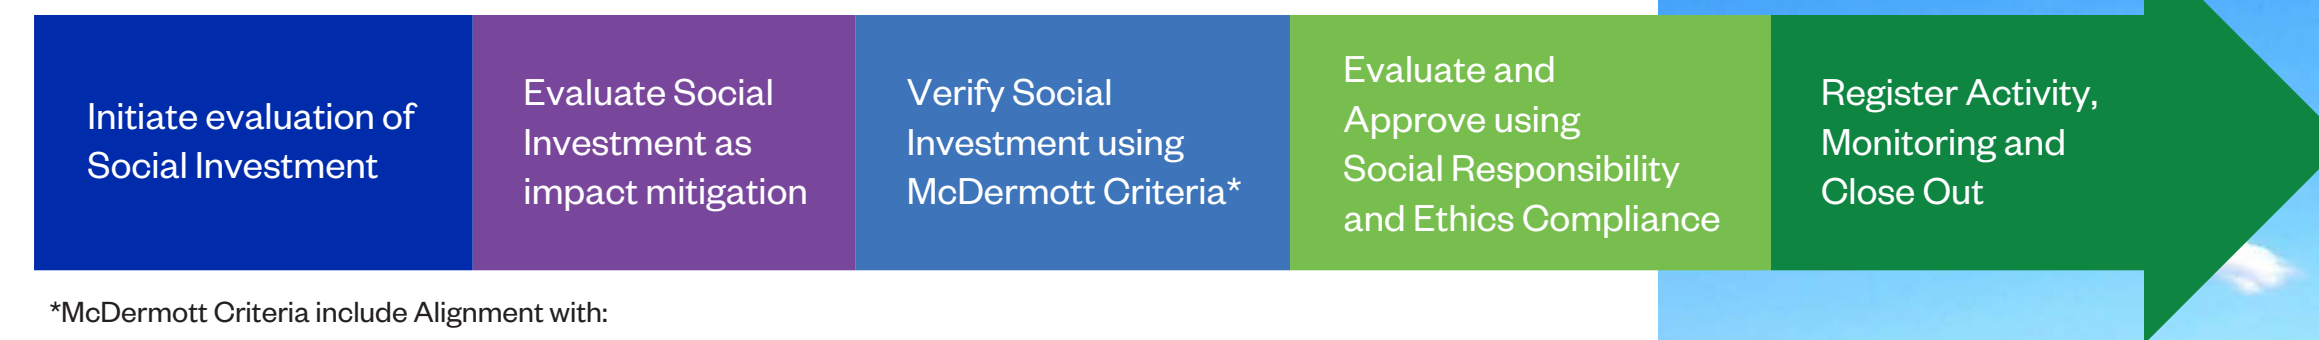 Initiate evaluation of
Social Investment
Evaluate Social
Investment as
impact mitigation
Verify Social
Investment using
McDermott Criteria*
Evaluate and
Approve using
Social Responsibility
and Ethics Compliance
Register Activity,
Monitoring and
Close Out
*McDermott Criteria include Alignment with: